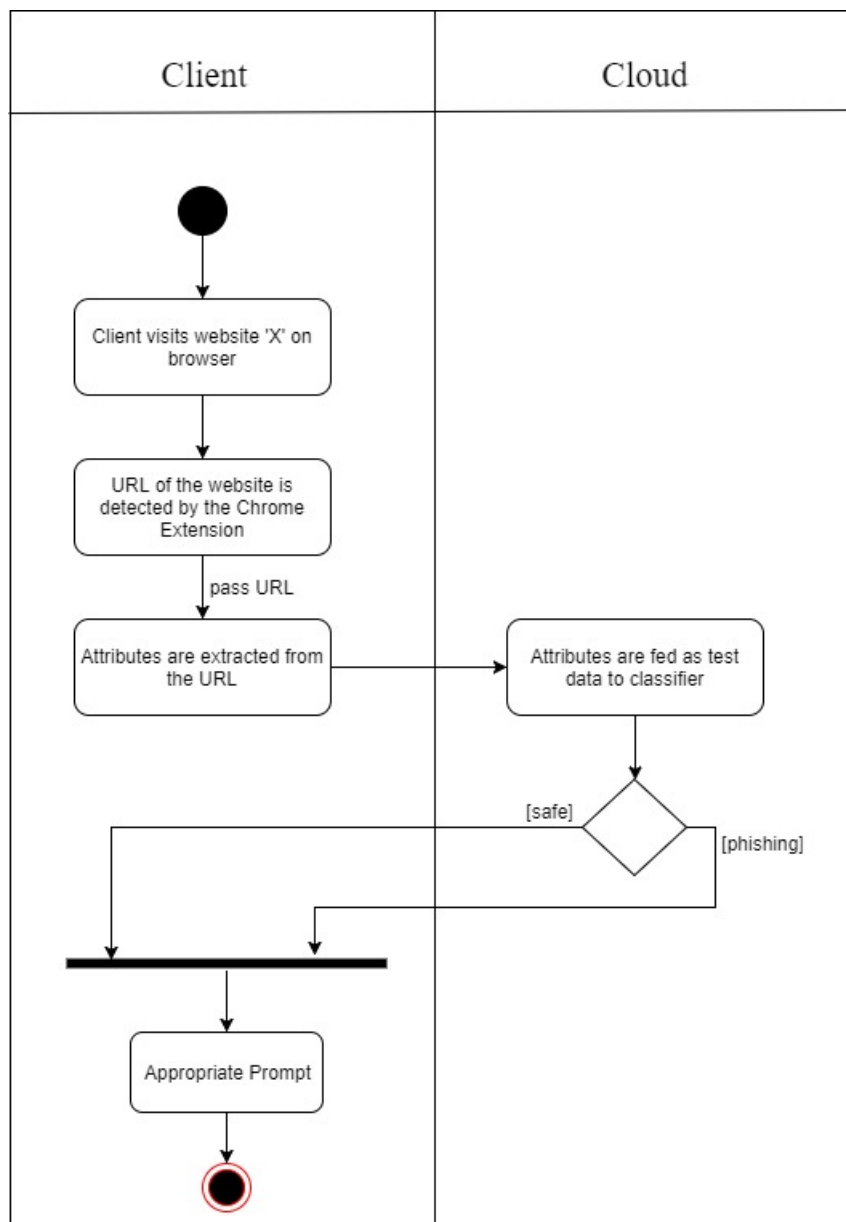 Client
Cloud
Client visits website 'X' on
browser
URL of the website is
detected by the Chrome
Extension
pass URL
Attributes are extracted from
the URL
Attributes are fed as test
data to classifier
[safe]
[phishing]
Appropriate Prompt